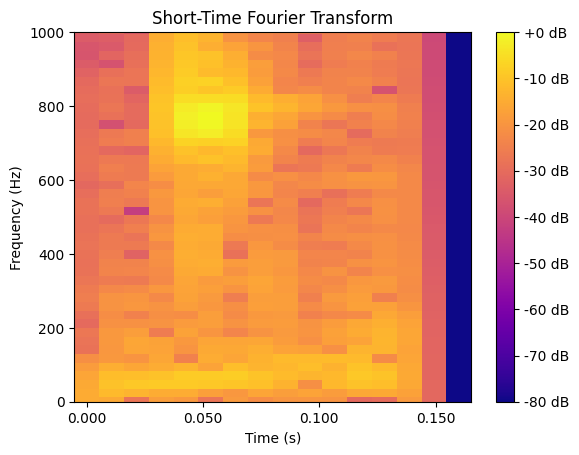 Short-Time Fourier Transform
Frequency (Hz)
1000
800
600
400
200
0
0.000
0.050
0.100
0.150
Time (s)
+0 dB
-10 dB
-20 dB
-30 dB
-40 dB
-50 dB
-60 dB
-70 dB
-80 dB